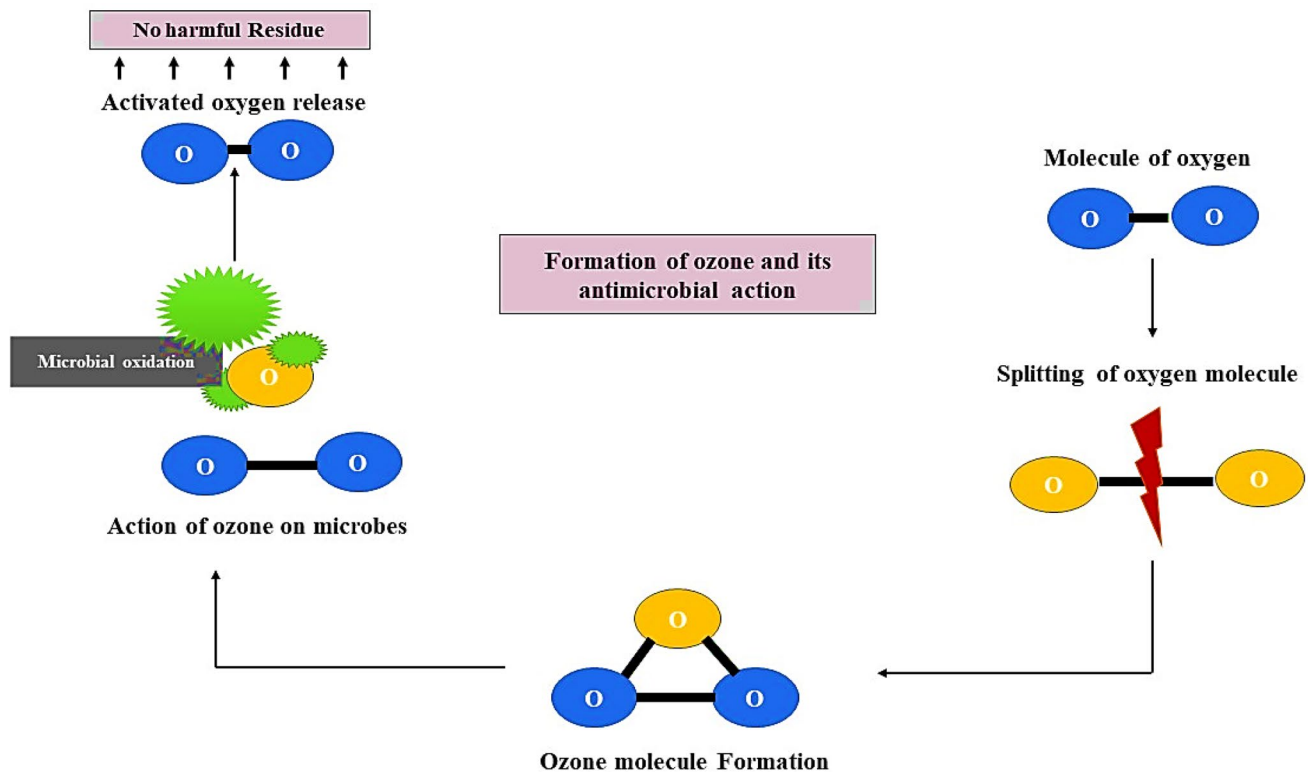 No harmful Residue
Activated oxygen release
O O
Molecule of oxygen
O O
Formation of ozone and its
antimicrobial action
Microbial oxidation
O
Splitting of oxygen molecule
O O
O O
Action of ozone on microbes
O
O O
Ozone molecule Formation